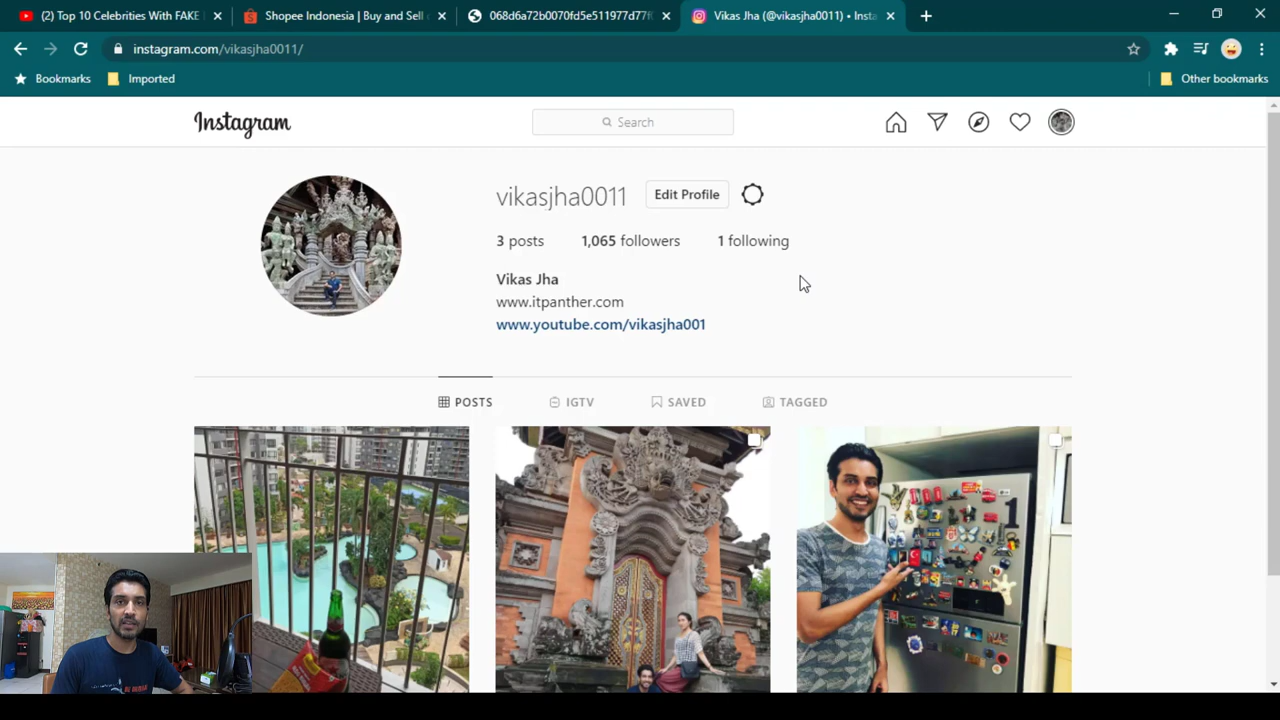 (2) Top 10 Celebrities With FAKE
Shopee Indonesia | Buy and Sell
068d6a72b0070fd5e511977d77f
Vikas Jha (@vikasjha0011) • Insta
instagram.com/vikasjha0011/
Bookmarks
Imported
Other bookmarks
Instagram
Search
vikasjha0011
Edit Profile
3 posts
1,065 followers
1 following
Vikas Jha
www.itpanther.com
www.youtube.com/vikasjha001
POSTS
IGTV
SAVED
TAGGED